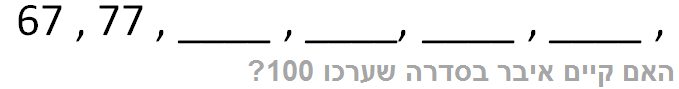 67 , 77 , ____ , ____, ____ , ____ ,
האם קיים איבר בסדרה שערכו 100?